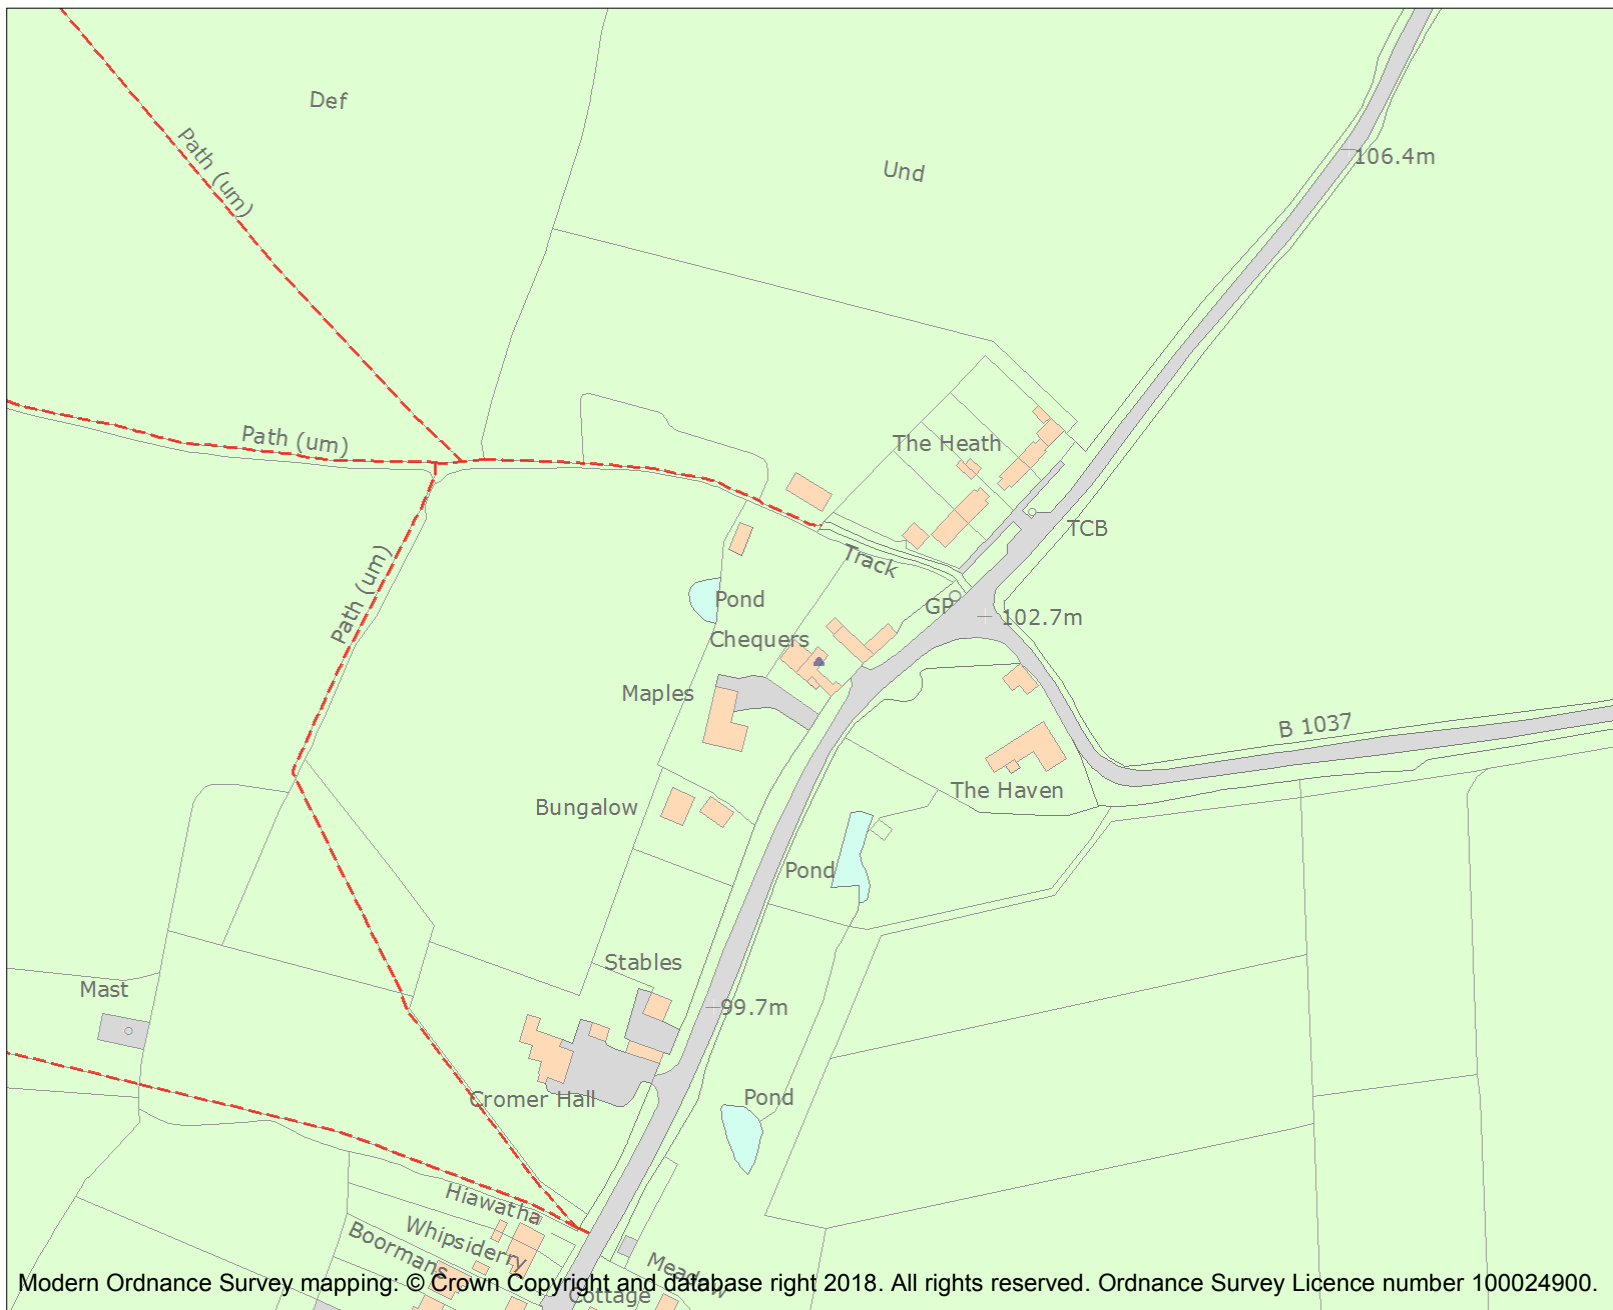 Def
Und
106.4m
Path (um)
Path (um)
The Heath
TCB
Track
Path (um)
Pond
GP
102.7m
Chequers
Maples
B 1037
The Haven
Bungalow
Pond
Stables
Mast
99.7m
Cromer Hall
Pond
Hiawatha
Whipsiderry
Boormans
Meadow
Cottage
Modern Ordnance Survey mapping: © Crown Copyright and database right 2018. All rights reserved. Ordnance Survey Licence number 100024900.